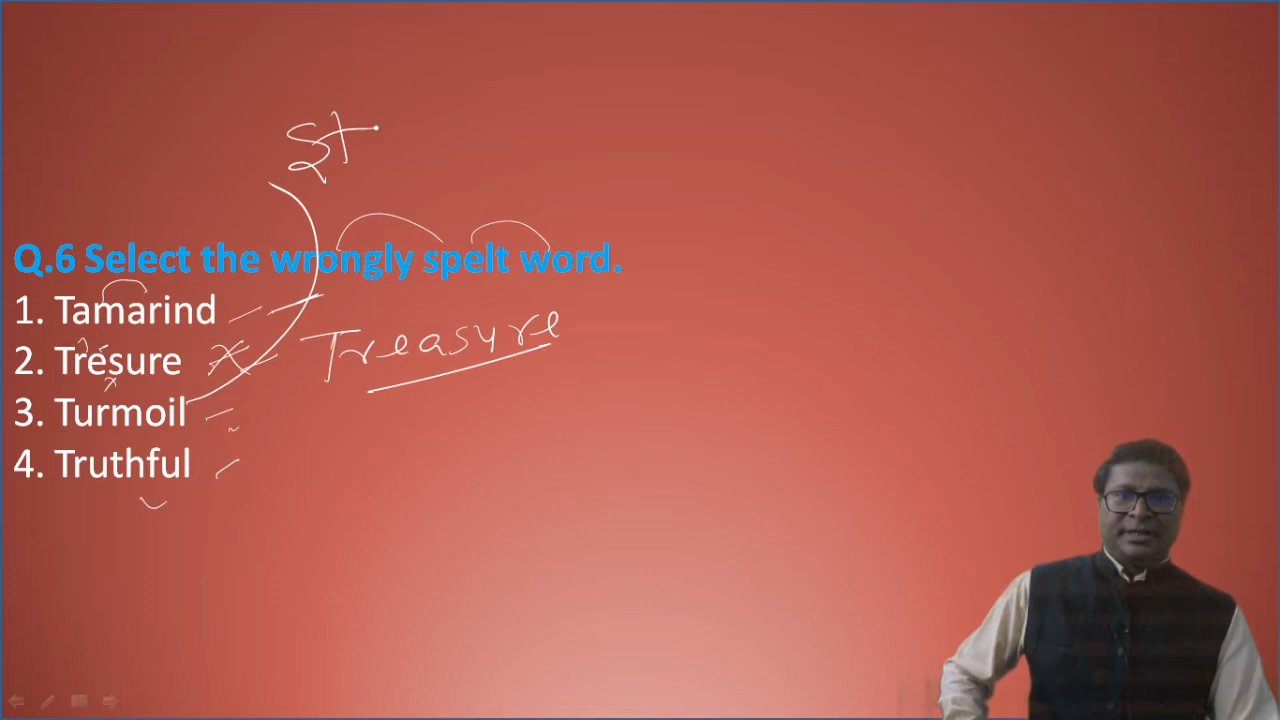 St
Q.6 Select the wrongly spelt word.
1. Tamarind
2. Tresure
Treasure
3. Turmoil
4. Truthful